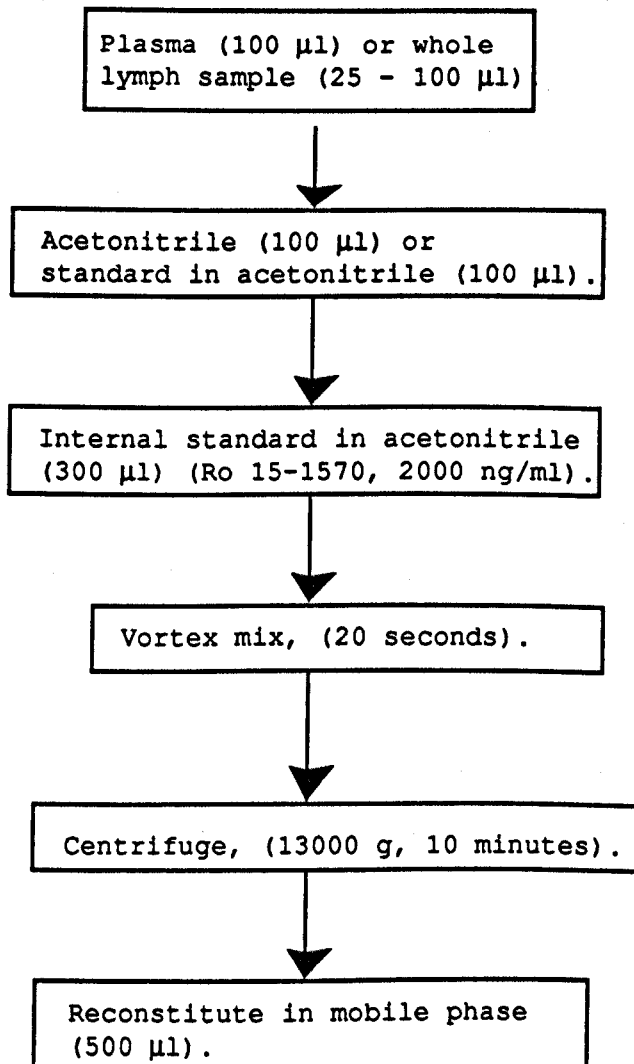 Plasma (100 µl) or whole
lymph sample (25 - 100 µl)
Acetonitrile (100 µl) or
standard in acetonitrile (100 µl).
Internal standard in acetonitrile
(300 µl) (Ro 15-1570, 2000 ng/ml).
Vortex mix, (20 seconds).
Centrifuge, (13000 g, 10 minutes).
Reconstitute in mobile phase
(500 µl).